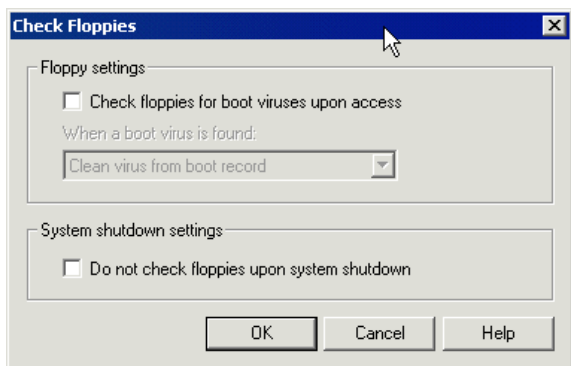 Check Floppies
Floppy settings
Check floppies for boot viruses upon access
When a boot virus is found:
Clean virus from boot record
System shutdown settings
Do not check floppies upon system shutdown
OK Cancel Help